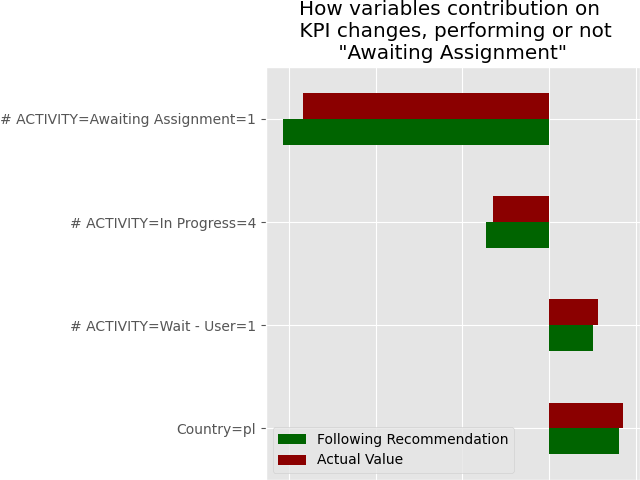 How variables contribution on
KPI changes, performing or not
"Awaiting Assignment"
# ACTIVITY=Awaiting Assignment=1
# ACTIVITY=In Progress=4
# ACTIVITY=Wait - User=1
Country=pl
Following Recommendation
Actual Value